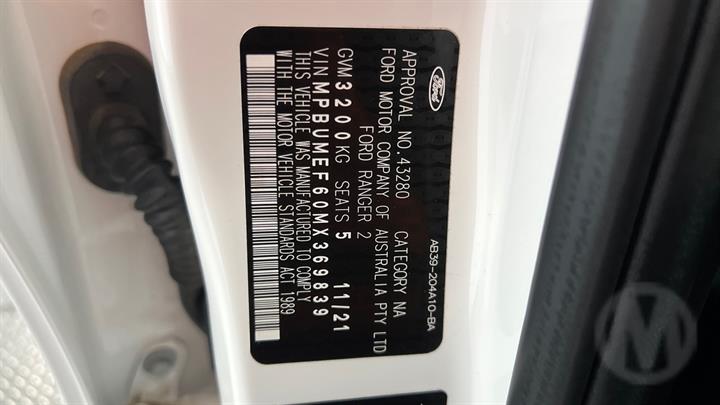 Ford
AB39-204A10-BA
APPROVAL NO.43280 CATEGORY NA
FORD MOTOR COMPANY OF AUSTRALIA PTY LTD
FORD RANGER 2
GVM 3200KG SEATS 5 11/21
VIN MPBUMEF60MX369839
THIS VEHICLE WAS MANUFACTURED TO COMPLY
WITH THE MOTOR VEHICLE STANDARDS ACT 1989
M